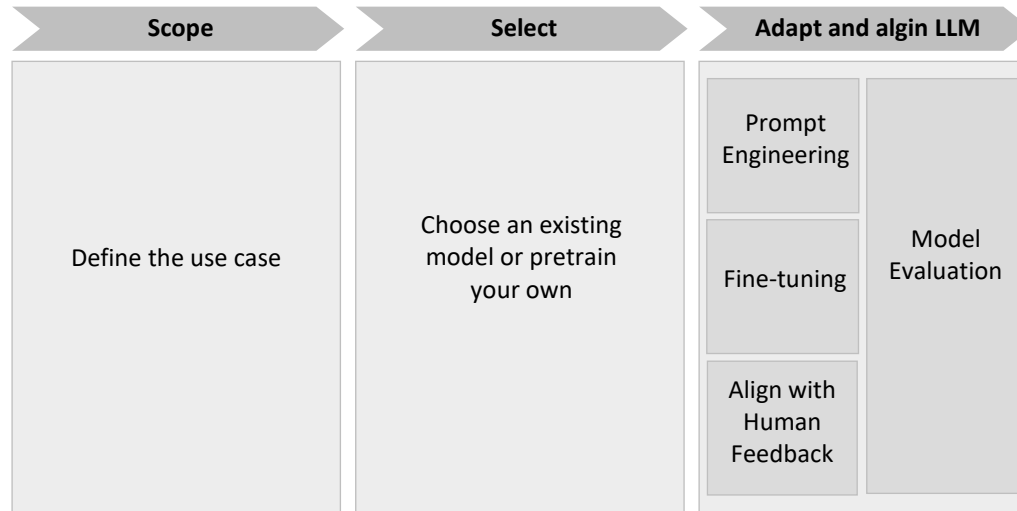 Scope
Select
Adapt and algin LLM
Define the use case
Choose an existing
model or pretrain
your own
Prompt
Engineering
Fine-tuning
Align with
Human
Feedback
Model
Evaluation